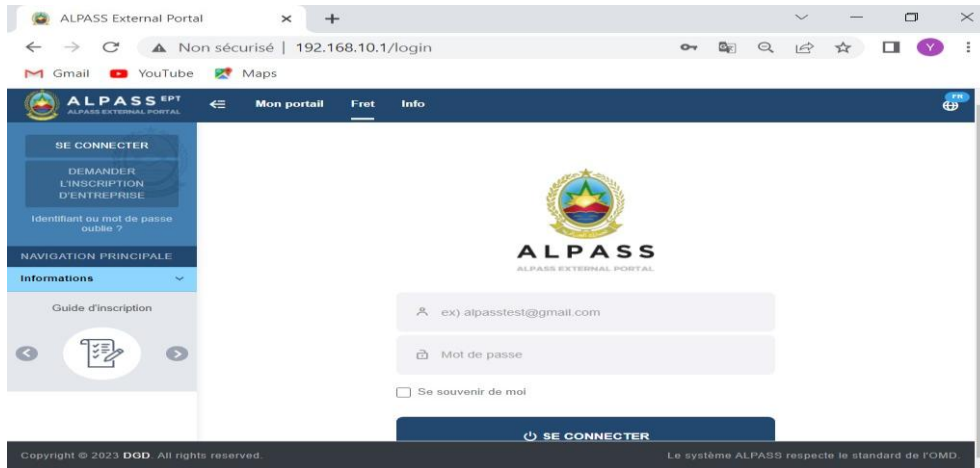 ALPASS External Portal
Non sécurisé | 192.168.10.1/login
Y
Gmail YouTube Maps
ALPASS EPT
ALPASS EXTERNAL PORTAL
Mon portail Fret Info
FR
SE CONNECTER
DEMANDER
L'INSCRIPTION
D'ENTREPRISE
Identifiant ou mot de passe
oublie ?
NAVIGATION PRINCIPALE
Informations
Guide d'inscription
ALPASS
ALPASS EXTERNAL PORTAL
ex) alpasstest@gmail.com
Mot de passe
Se souvenir de moi
SE CONNECTER
Copyright © 2023 DGD. All rights reserved.
Le système ALPASS respecte le standard de l'OMD.